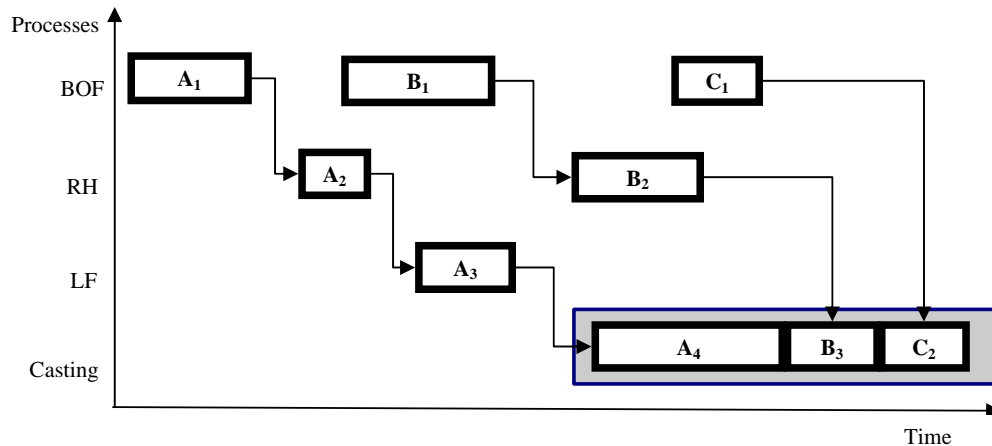 Processes
BOF A₁ B₁ C₁
RH A₂ B₂
LF A₃
Casting A₄ B₃ C₂
Time